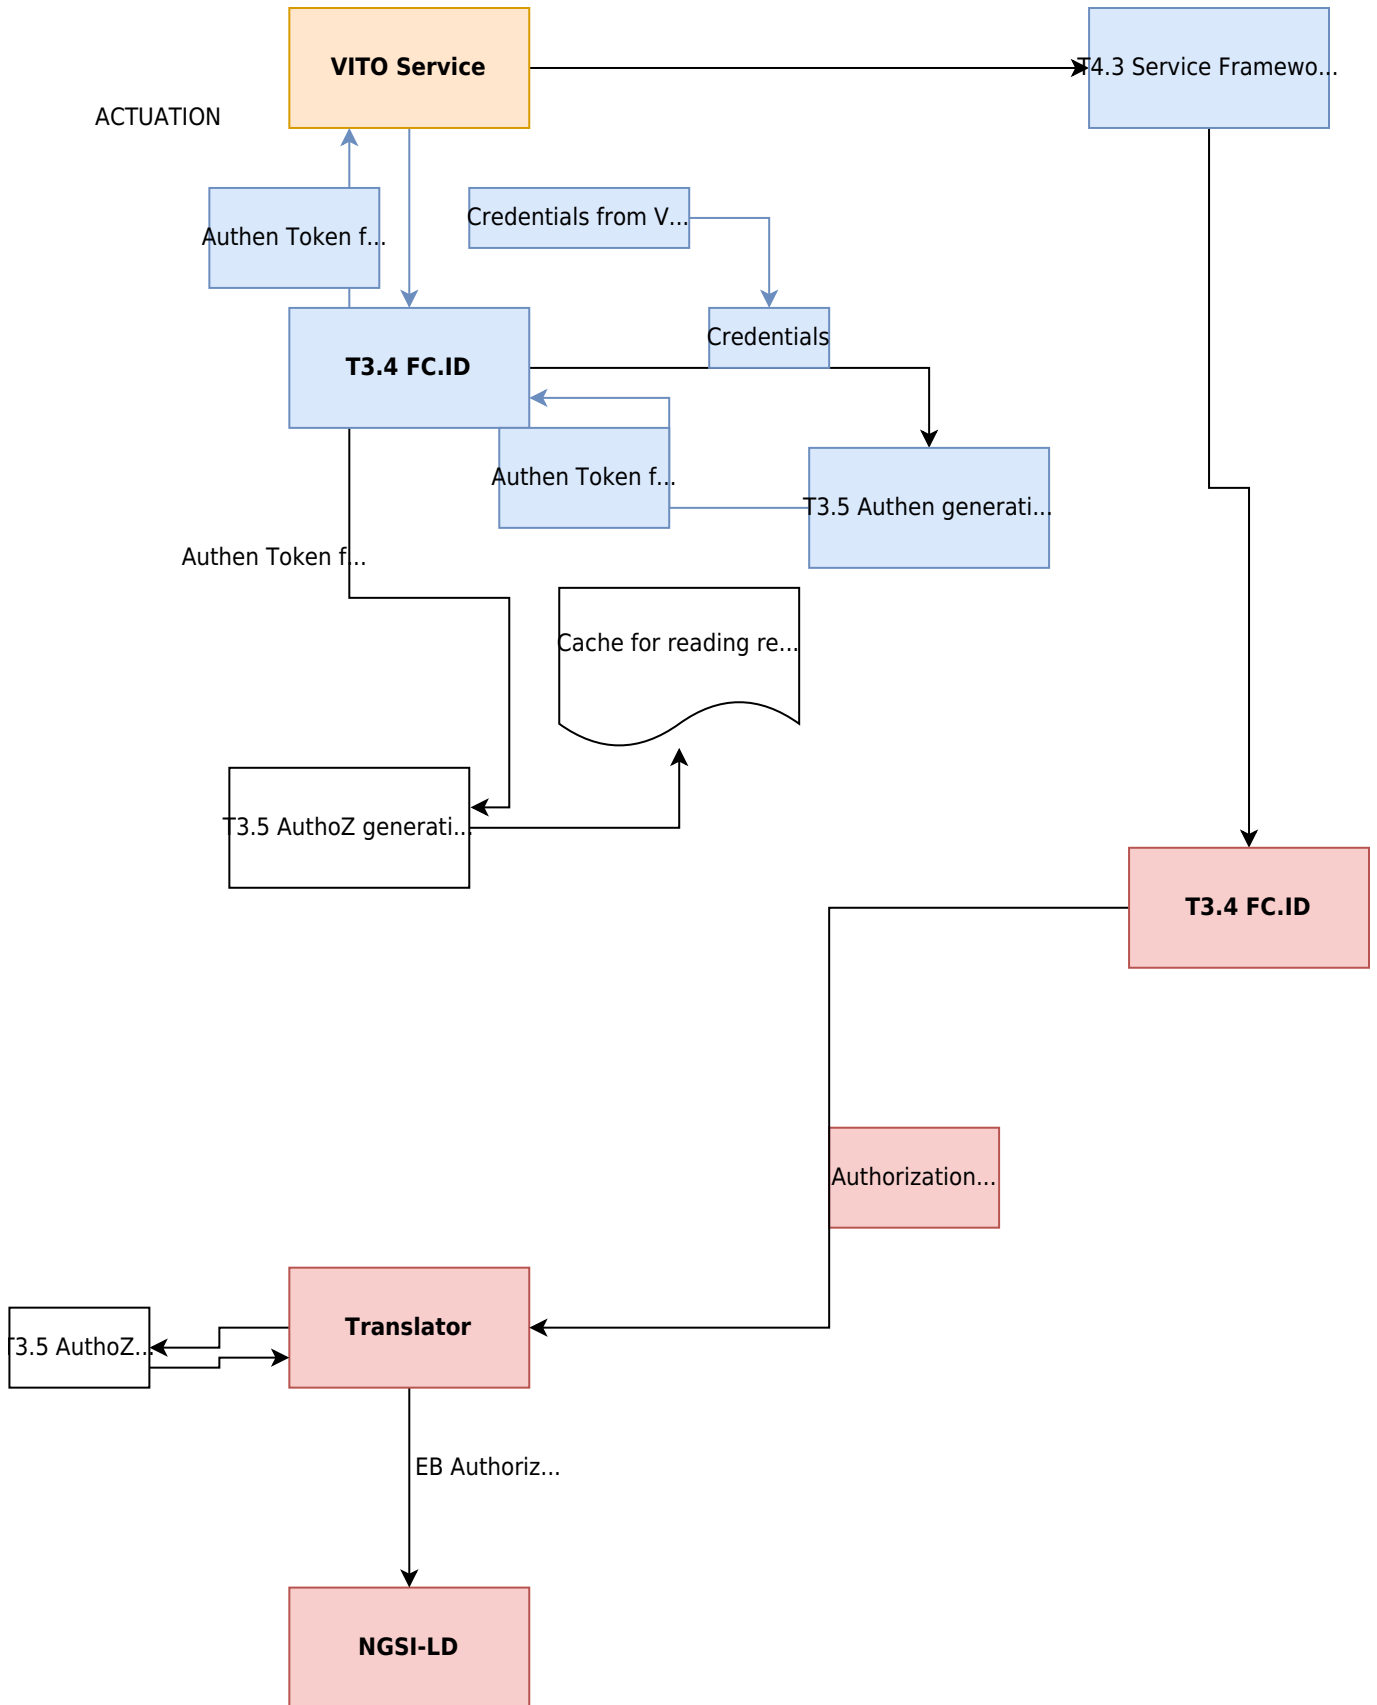 VITO Service
T4.3 Service Framewo...
ACTUATION
Authen Token f...
Credentials from V...
Credentials
T3.4 FC.ID
Authen Token f...
T3.5 Authen generati...
Authen Token f...
Cache for reading re...
T3.5 AuthoZ generati...
T3.4 FC.ID
Authorization...
Translator
T3.5 AuthoZ...
EB Authoriz...
NGSI-LD